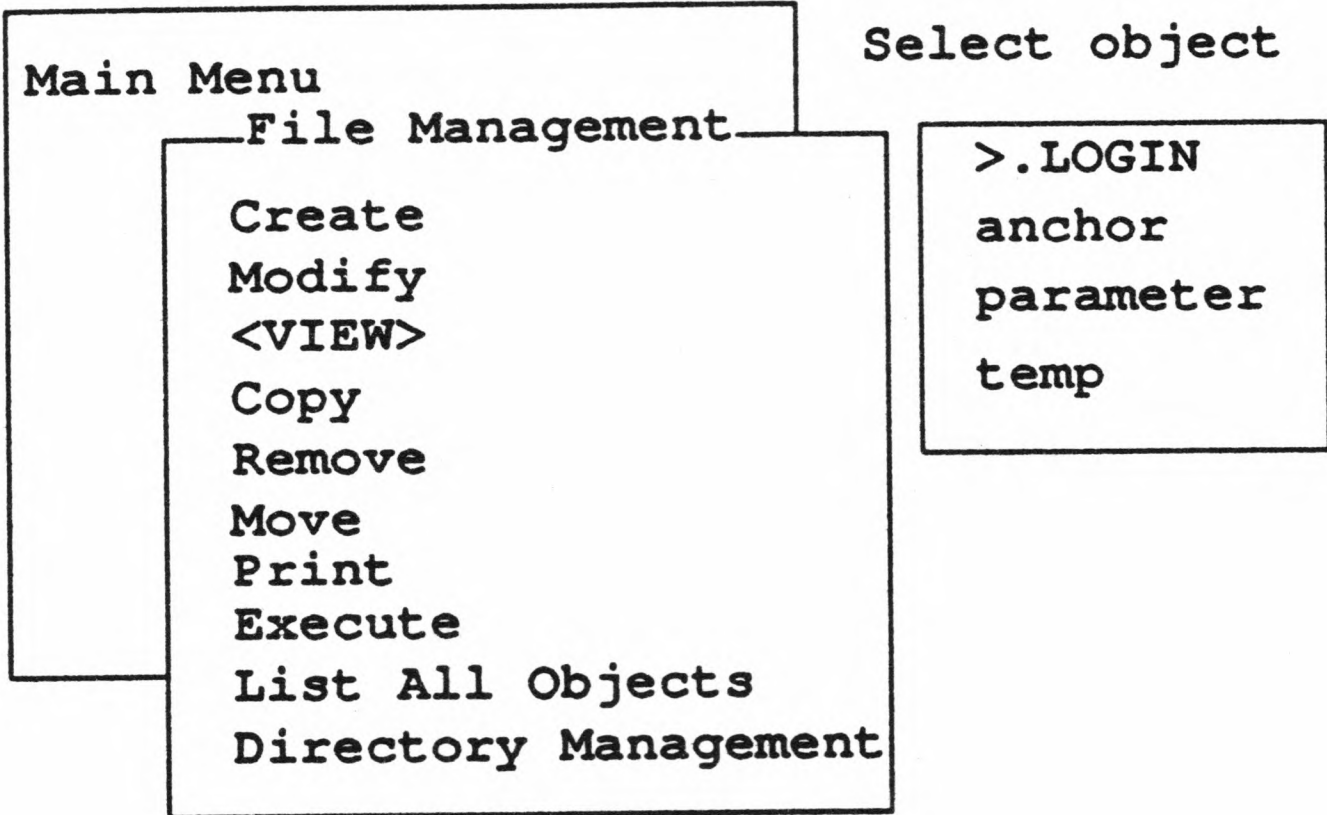 Main Menu
File Management
Create
Modify
<VIEW>
Copy
Remove
Move
Print
Execute
List All Objects
Directory Management
Select object
>.LOGIN
anchor
parameter
temp